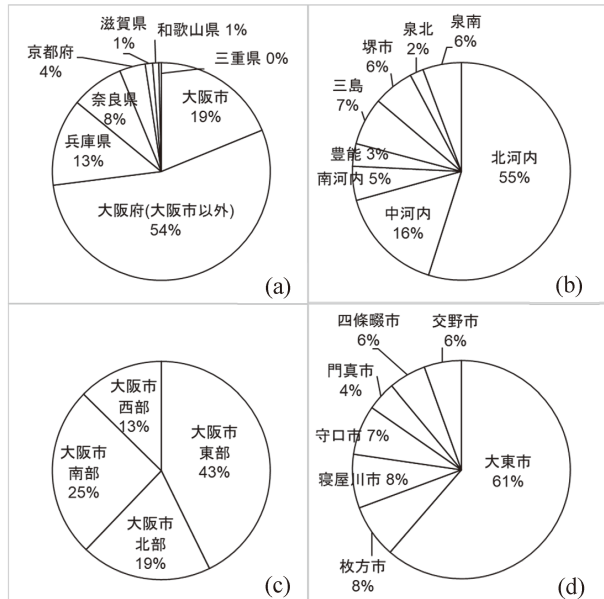 滋賀県
1%
和歌山県 1%
三重県 0%
京都府
4%
奈良県
8%
兵庫県
13%
大阪市
19%
大阪府(大阪市以外)
54%
(a)
泉北
2%
泉南
6%
堺市
6%
三島
7%
豊能 3%
南河内 5%
中河内
16%
北河内
55%
(b)
大阪市
西部
13%
大阪市
東部
43%
大阪市
南部
25%
大阪市
北部
19%
(c)
四條畷市
6%
交野市
6%
門真市
4%
守口市 7%
寝屋川市 8%
枚方市
8%
大東市
61%
(d)